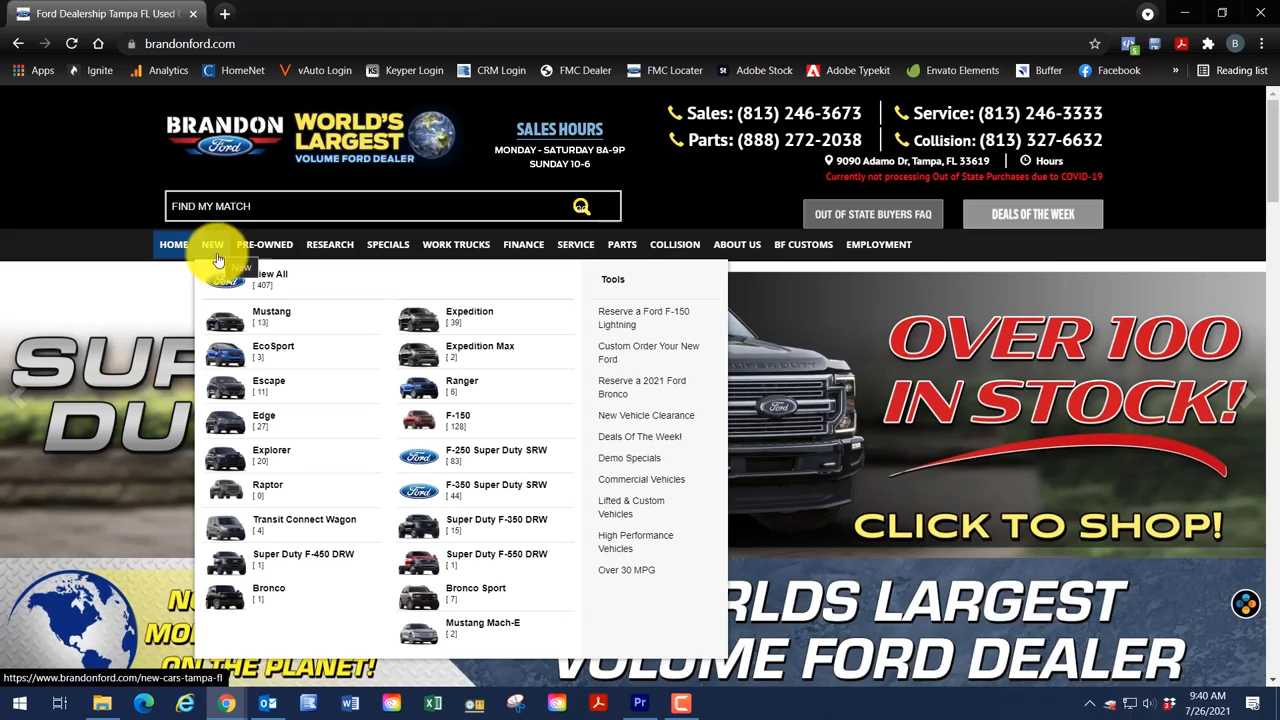 Ford Dealership Tampa FL Used
brandonford.com
Apps
Ignite
Analytics
HomeNet
vAuto Login
Keyper Login
CRM Login
FMC Dealer
FMC Locater
Adobe Stock
Adobe Typekit
Envato Elements
Buffer
Facebook
Reading list
BRANDON
Ford
WORLD'S
LARGEST
VOLUME FORD DEALER
SALES HOURS
MONDAY - SATURDAY 8A-9P
SUNDAY 10-6
Sales: (813) 246-3673
Service: (813) 246-3333
Parts: (888) 272-2038
Collision: (813) 327-6632
9090 Adamo Dr, Tampa, FL 33619
Hours
Currently not processing Out of State Purchases due to COVID-19
FIND MY MATCH
OUT OF STATE BUYERS FAQ
DEALS OF THE WEEK
HOME NEW PRE-OWNED RESEARCH SPECIALS WORK TRUCKS FINANCE SERVICE PARTS COLLISION ABOUT US BF CUSTOMS EMPLOYMENT
New
View All
[ 407]
Mustang
[ 13]
EcoSport
[ 3]
Escape
[ 11]
Edge
[ 27]
Explorer
[ 20]
Raptor
[ 0]
Transit Connect Wagon
[ 4]
Super Duty F-450 DRW
[ 1]
Bronco
[ 1]
Expedition
[ 39]
Expedition Max
[ 2]
Ranger
[ 6]
F-150
[ 128]
F-250 Super Duty SRW
[ 83]
F-350 Super Duty SRW
[ 44]
Super Duty F-350 DRW
[ 15]
Super Duty F-550 DRW
[ 1]
Bronco Sport
[ 7]
Mustang Mach-E
[ 2]
Tools
Reserve a Ford F-150
Lightning
Custom Order Your New
Ford
Reserve a 2021 Ford
Bronco
New Vehicle Clearance
Deals Of The Week!
Demo Specials
Commercial Vehicles
Lifted & Custom
Vehicles
High Performance
Vehicles
Over 30 MPG
SUP
DU
SUPER DUTY
OVER 100
IN STOCK!
CLICK TO SHOP!
NO
MO
ON THE PLANET!
RLDS LARGEST
VOLUME FORD DEALER
https://www.brandonford.com/new-cars-tampa-fl
9:40 AM
7/26/2021